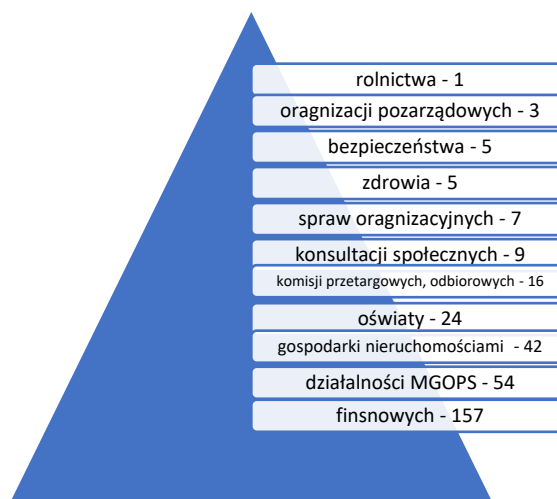 rolnictwa - 1
oragnizacji pozarządowych - 3
bezpieczeństwa - 5
zdrowia - 5
spraw oragnizacyjnych - 7
konsultacji społecznych - 9
komisji przetargowych, odbiorowych - 16
oświaty - 24
gospodarki nieruchomościami - 42
działalności MGOPS - 54
finsnowych - 157